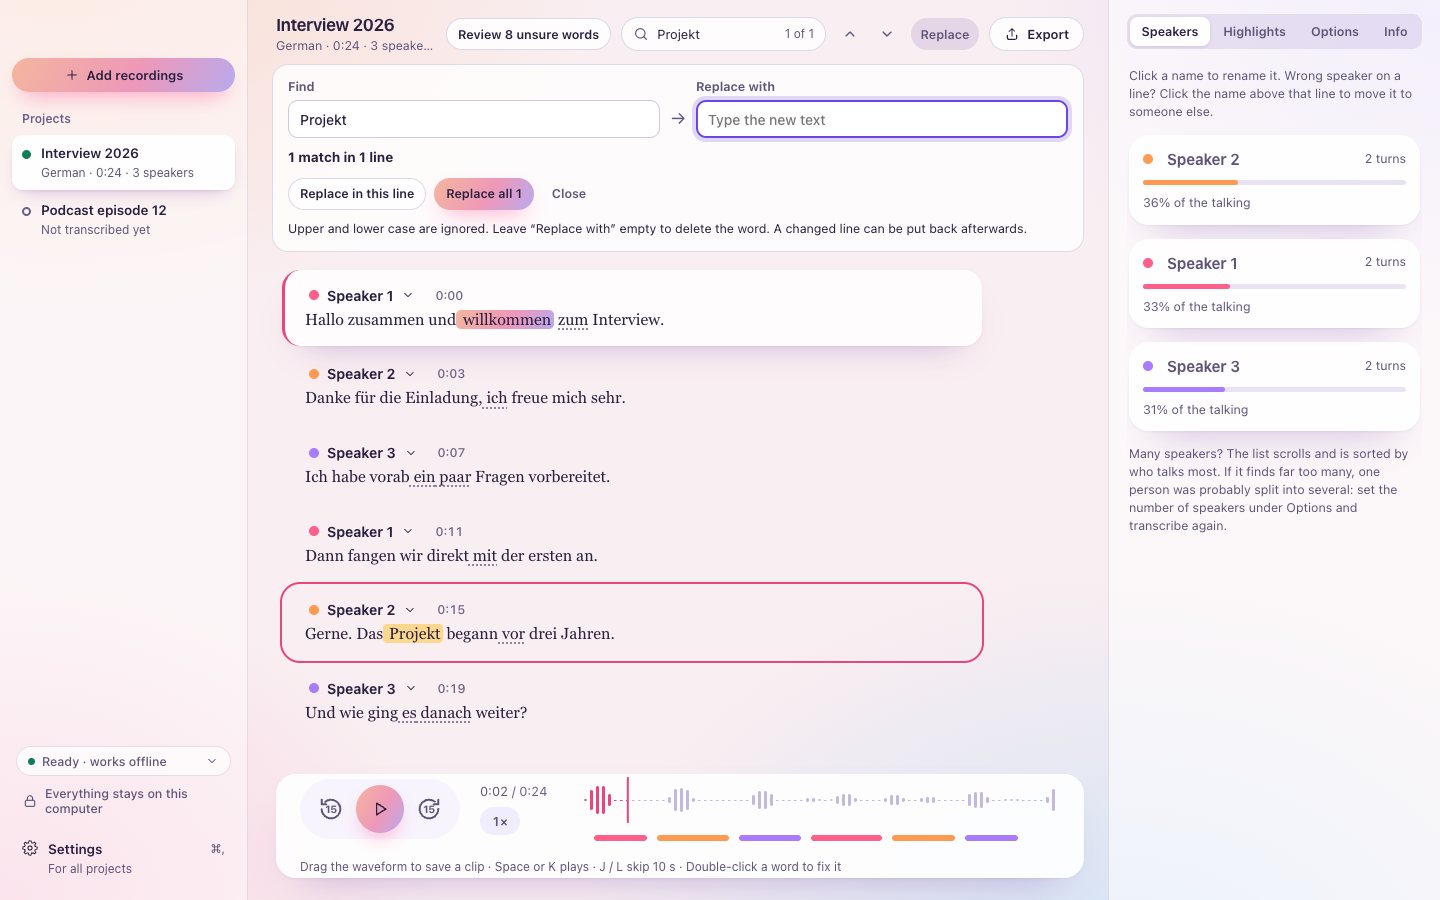 Add recordings
Projects
Interview 2026
German · 0:24 · 3 speakers
Podcast episode 12
Not transcribed yet
Ready · works offline
Everything stays on this
computer
Settings
⌘,
For all projects
Interview 2026
German · 0:24 · 3 speake...
Review 8 unsure words
Projekt
1 of 1
Replace
Export
Find
Replace with
Projekt
→
Type the new text
1 match in 1 line
Replace in this line
Replace all 1
Close
Upper and lower case are ignored. Leave “Replace with” empty to delete the word. A changed line can be put back afterwards.
Speaker 1
0:00
Hallo zusammen und willkommen zum Interview.
Speaker 2
0:03
Danke für die Einladung, ich freue mich sehr.
Speaker 3
0:07
Ich habe vorab ein paar Fragen vorbereitet.
Speaker 1
0:11
Dann fangen wir direkt mit der ersten an.
Speaker 2
0:15
Gerne. Das Projekt begann vor drei Jahren.
Speaker 3
0:19
Und wie ging es danach weiter?
15
15
0:02 / 0:24
1×
Drag the waveform to save a clip · Space or K plays · J / L skip 10 s · Double-click a word to fix it
Speakers
Highlights
Options
Info
Click a name to rename it. Wrong speaker on a
line? Click the name above that line to move it to
someone else.
Speaker 2
2 turns
36% of the talking
Speaker 1
2 turns
33% of the talking
Speaker 3
2 turns
31% of the talking
Many speakers? The list scrolls and is sorted by
who talks most. If it finds far too many, one
person was probably split into several: set the
number of speakers under Options and
transcribe again.